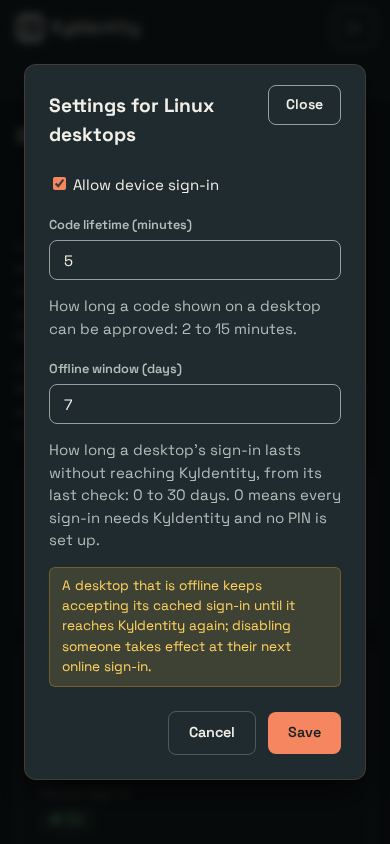 Kyldentity
Settings for Linux
desktops
Close
Allow device sign-in
Code lifetime (minutes)
5
How long a code shown on a desktop
can be approved: 2 to 15 minutes.
Offline window (days)
7
How long a desktop's sign-in lasts
without reaching KyIdentity, from its
last check: 0 to 30 days. 0 means every
sign-in needs KyIdentity and no PIN is
set up.
A desktop that is offline keeps
accepting its cached sign-in until it
reaches KyIdentity again; disabling
someone takes effect at their next
online sign-in.
Cancel
Save